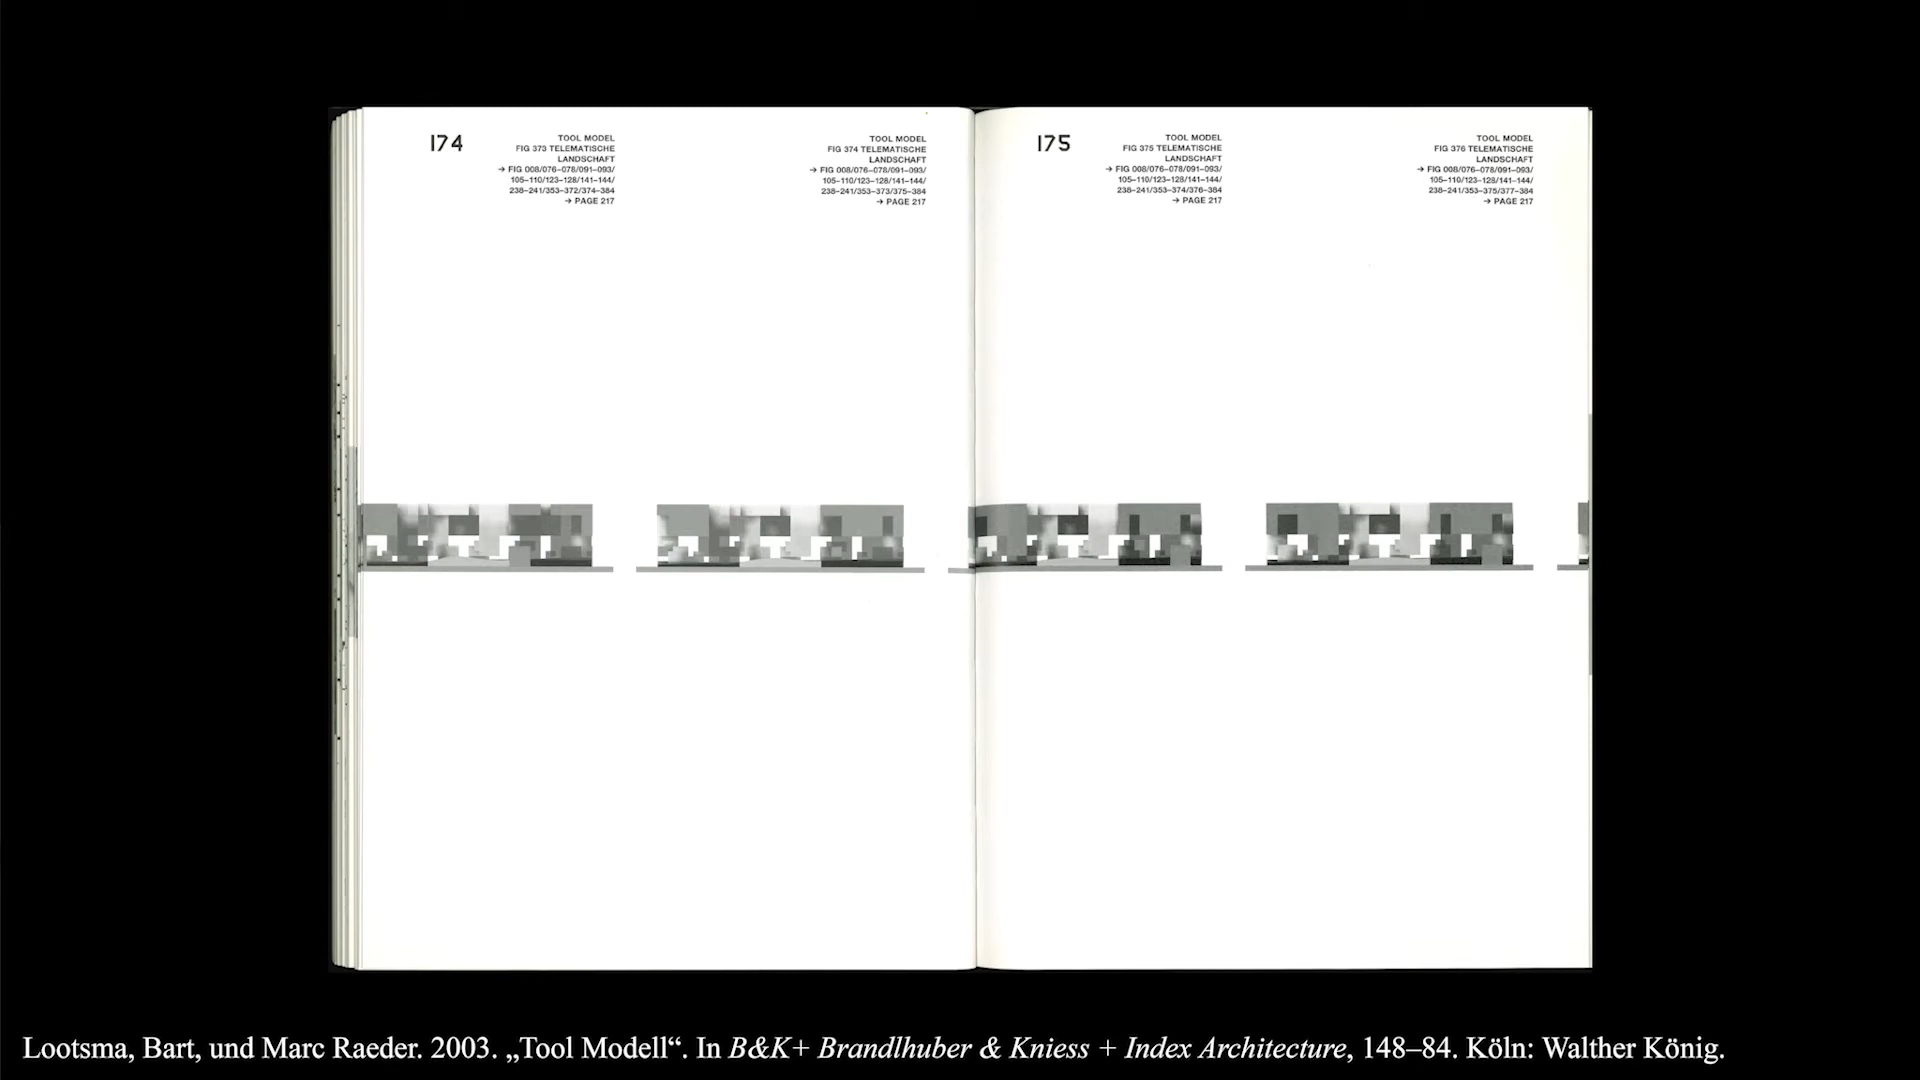 174
TOOL MODEL
FIG 373 TELEMATISCHE
LANDSCHAFT
→ FIG 008/076–078/091–093/
105–110/123–128/141–144/
238–241/353–372/374–384
→ PAGE 217
TOOL MODEL
FIG 374 TELEMATISCHE
LANDSCHAFT
→ FIG 008/076–078/091–093/
105–110/123–128/141–144/
238–241/353–373/375–384
→ PAGE 217
175
TOOL MODEL
FIG 375 TELEMATISCHE
LANDSCHAFT
→ FIG 008/076–078/091–093/
105–110/123–128/141–144/
238–241/353–374/376–384
→ PAGE 217
TOOL MODEL
FIG 376 TELEMATISCHE
LANDSCHAFT
→ FIG 008/076–078/091–093/
105–110/123–128/141–144/
238–241/353–375/377–384
→ PAGE 217
Lootsma, Bart, und Marc Raeder. 2003. „Tool Modell“. In B&K+ Brandlhuber & Kniess + Index Architecture, 148–84. Köln: Walther König.